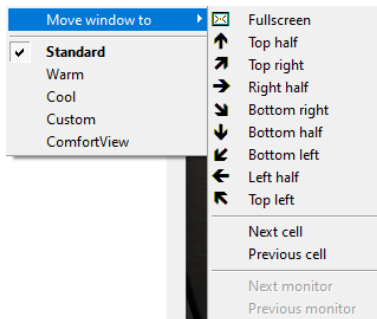 Move window to
Standard
Warm
Cool
Custom
ComfortView
Fullscreen
Top half
Top right
Right half
Bottom right
Bottom half
Bottom left
Left half
Top left
Next cell
Previous cell
Next monitor
Previous monitor